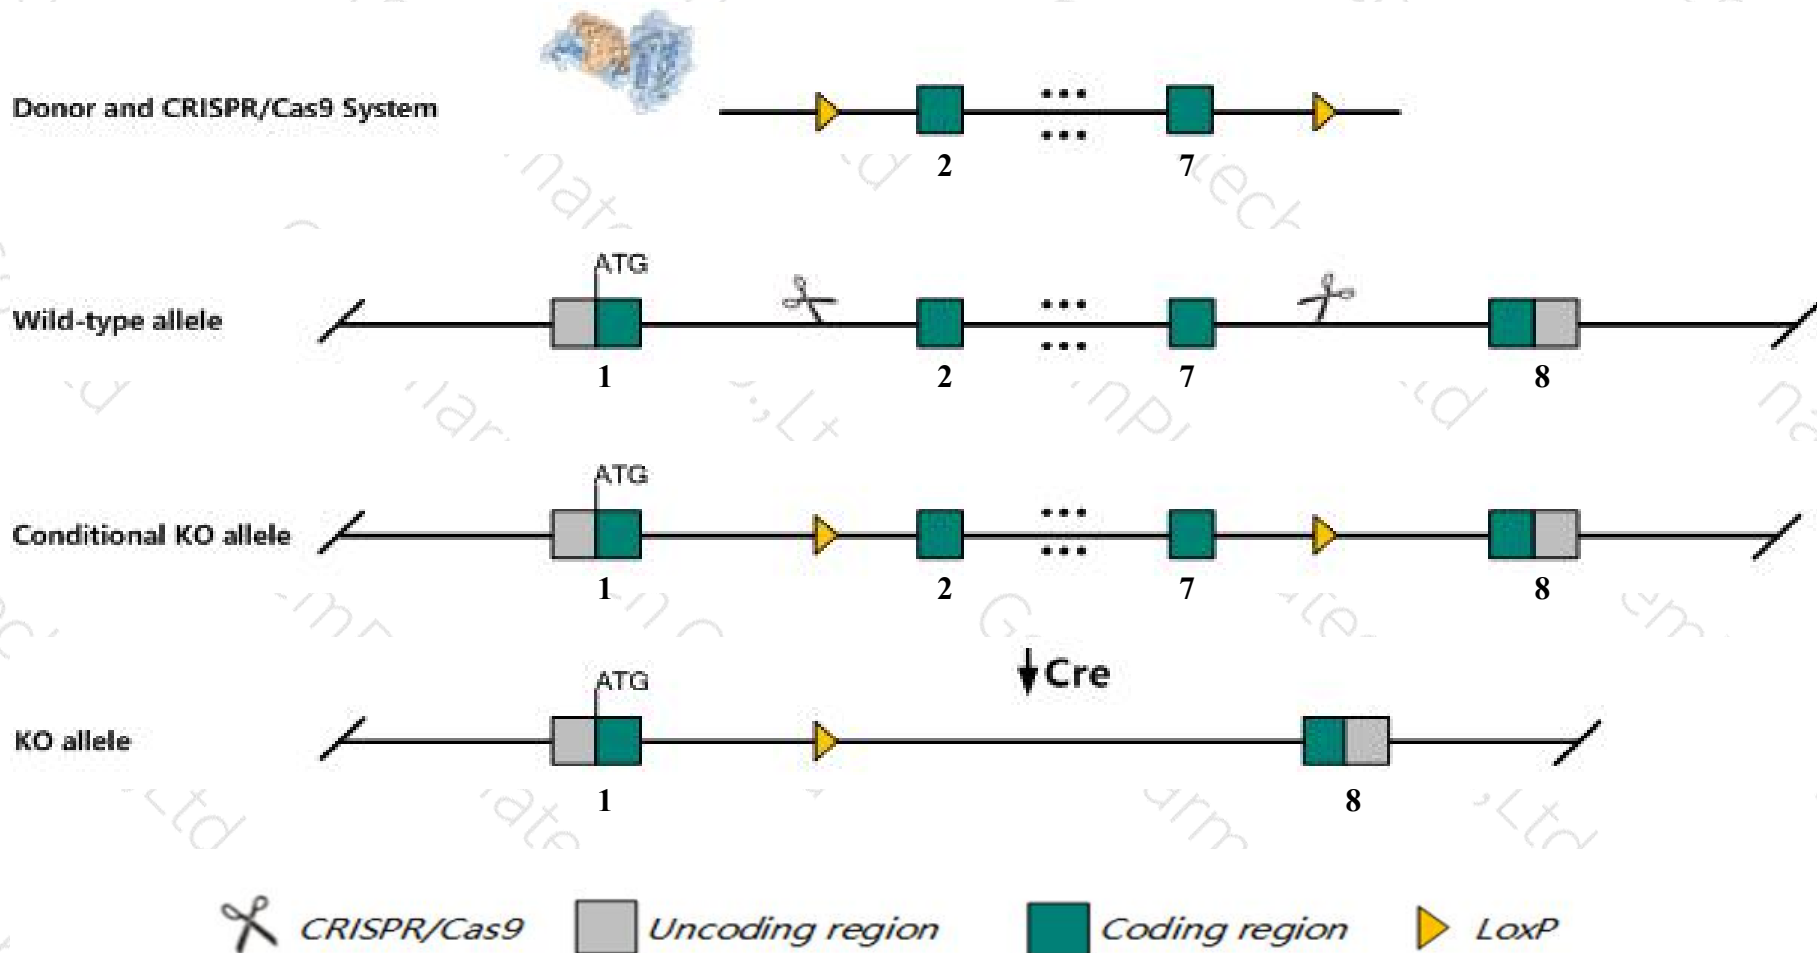 Donor and CRISPR/Cas9 System
2 7
ATG
Wild-type allele
1 2 7 8
ATG
Conditional KO allele
1 2 7 8
Cre
ATG
KO allele
1 8
CRISPR/Cas9 Uncoding region Coding region LoxP